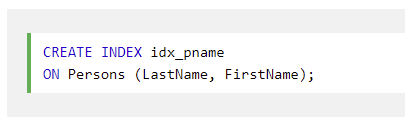 CREATE INDEX idx_pname
ON Persons (LastName, FirstName);